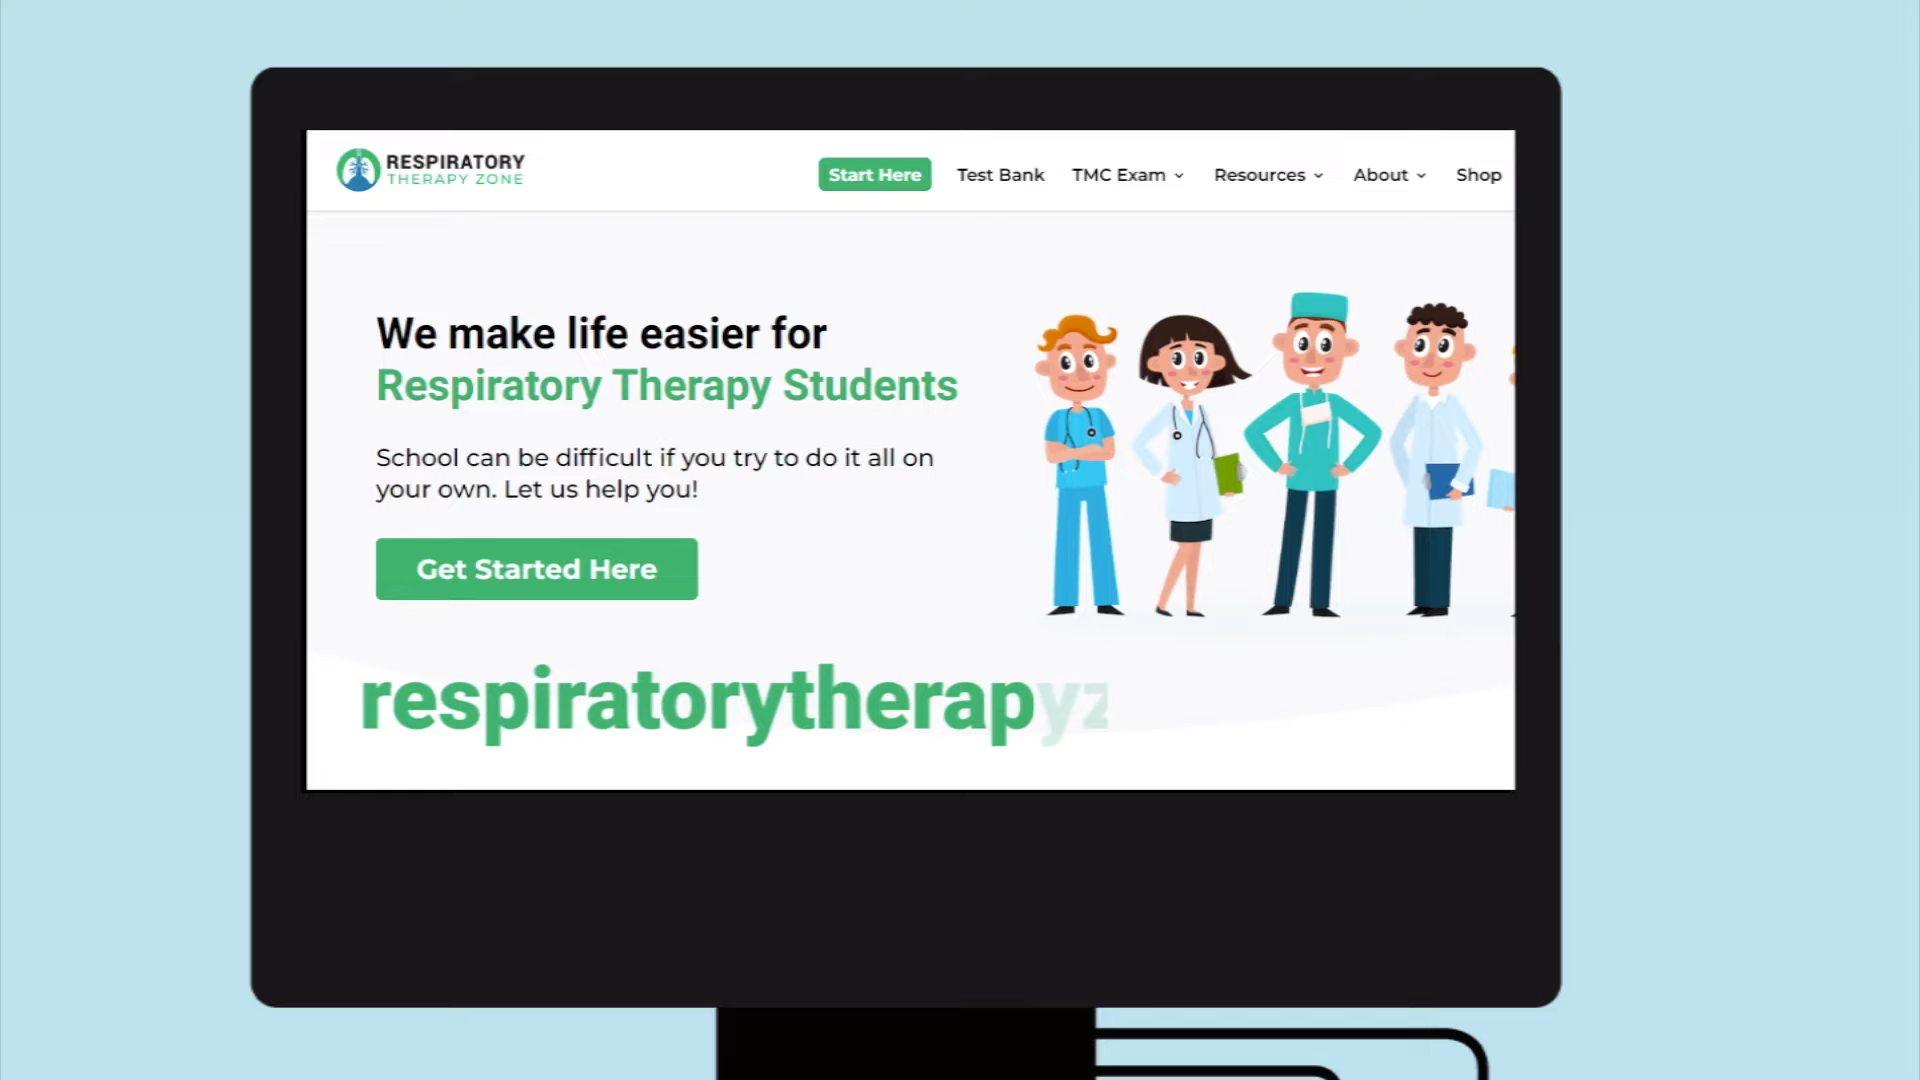 RESPIRATORY
THERAPY ZONE
Start Here
Test Bank
TMC Exam
Resources
About
Shop
We make life easier for
Respiratory Therapy Students
School can be difficult if you try to do it all on
your own. Let us help you!
Get Started Here
respiratorytherapyz